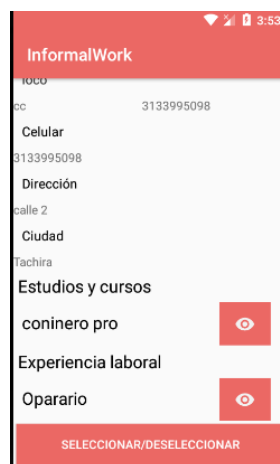 3:53
InformalWork
loco
cc 3133995098
Celular
3133995098
Dirección
calle 2
Ciudad
Tachira
Estudios y cursos
coninero pro
Experiencia laboral
Oparario
SELECCIONAR/DESELECCIONAR